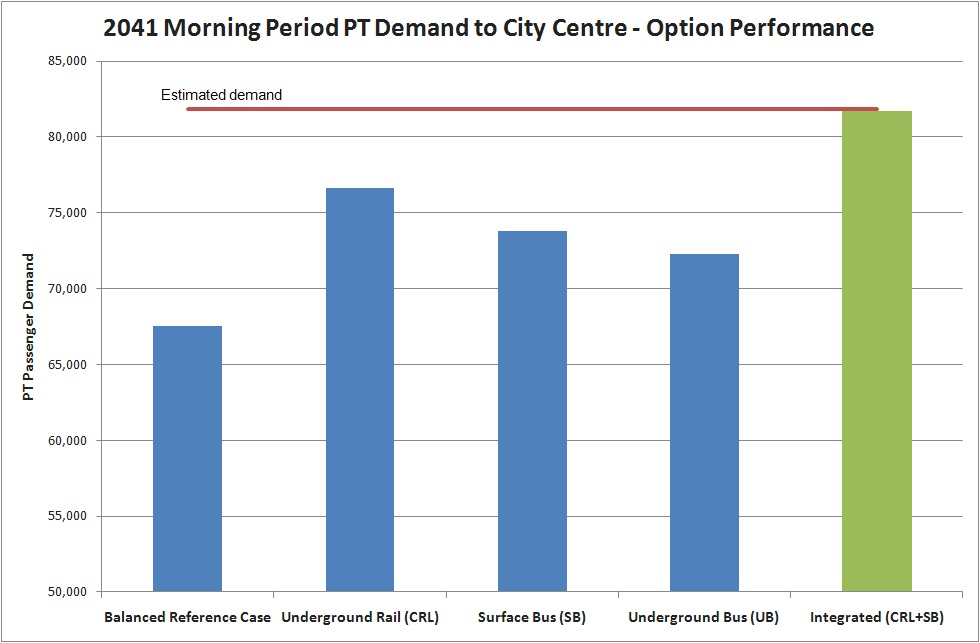 2041 Morning Period PT Demand to City Centre - Option Performance
85,000
Estimated demand
80,000
75,000
70,000
65,000
60,000
55,000
50,000
PT Passenger Demand
Balanced Reference Case
Underground Rail (CRL)
Surface Bus (SB)
Underground Bus (UB)
Integrated (CRL+SB)